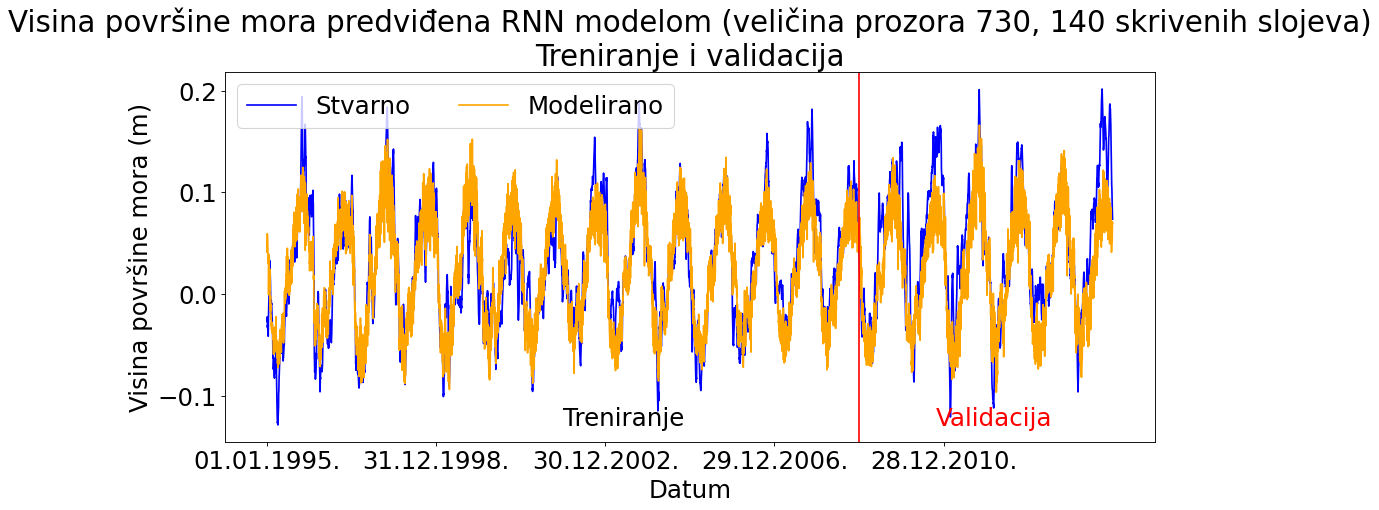 Visina površine mora predviđena RNN modelom (veličina prozora 730, 140 skrivenih slojeva)
Treniranje i validacija
Stvarno Modelirano
Visina površine mora (m)
0.2
0.1
0.0
−0.1
Treniranje Validacija
01.01.1995. 31.12.1998. 30.12.2002. 29.12.2006. 28.12.2010.
Datum